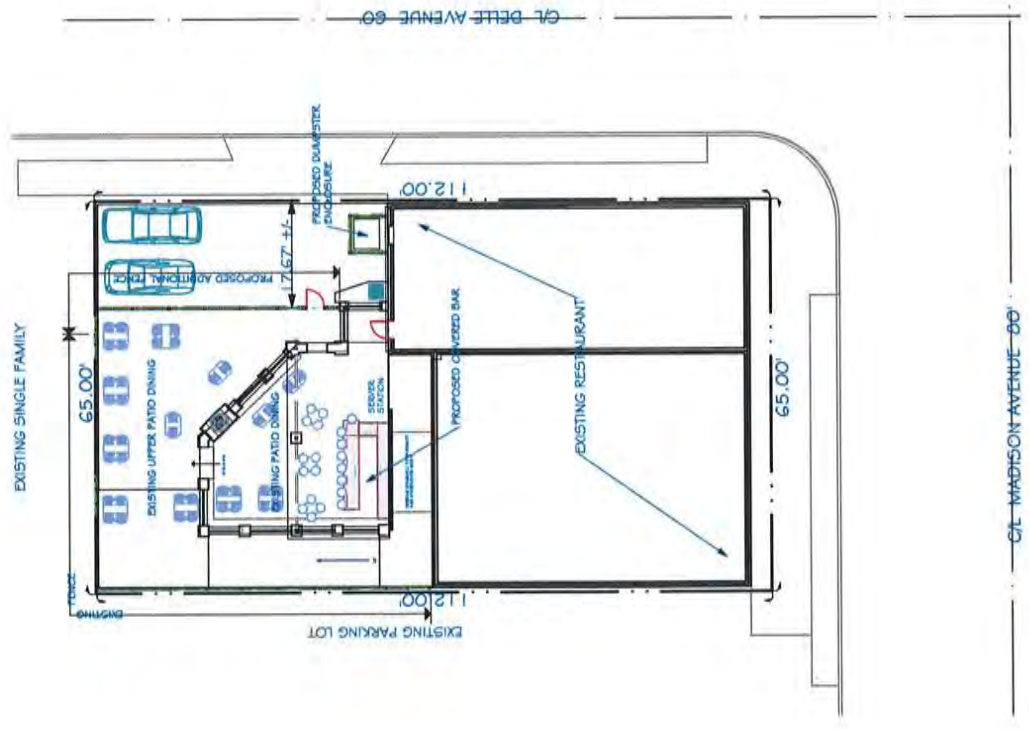 C/L DELLE AVENUE 60'
EXISTING SINGLE FAMILY
65.00'
112.00'
PROPOSED DUMPSTER
ENCLOSURE
PROPOSED ADDITIONAL FENCE
17.67' +/-
EXISTING UPPER PATIO DINING
EXISTING PATIO DINING
SERVER
STATION
PROPOSED COVERED BAR
EXISTING RESTAURANT
65.00'
C/L MADISON AVENUE 80'
EXISTING
FENCE
112.00'
EXISTING PARKING LOT